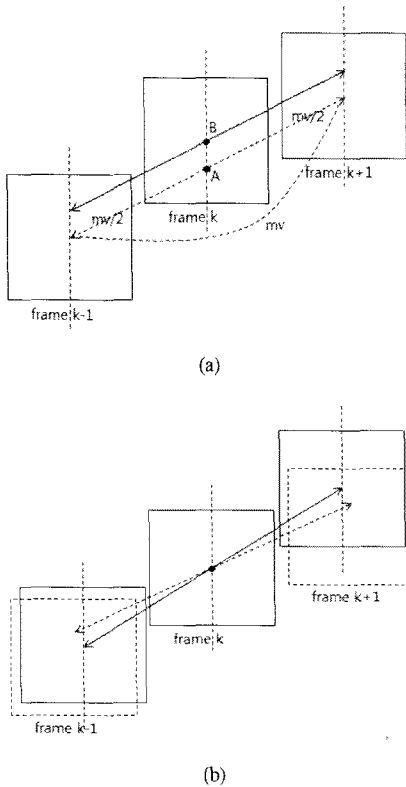 B
mv/2
A
frame k+1
mv/2
frame k
mv
frame k-1
(a)
frame k+1
frame k
frame k-1
(b)